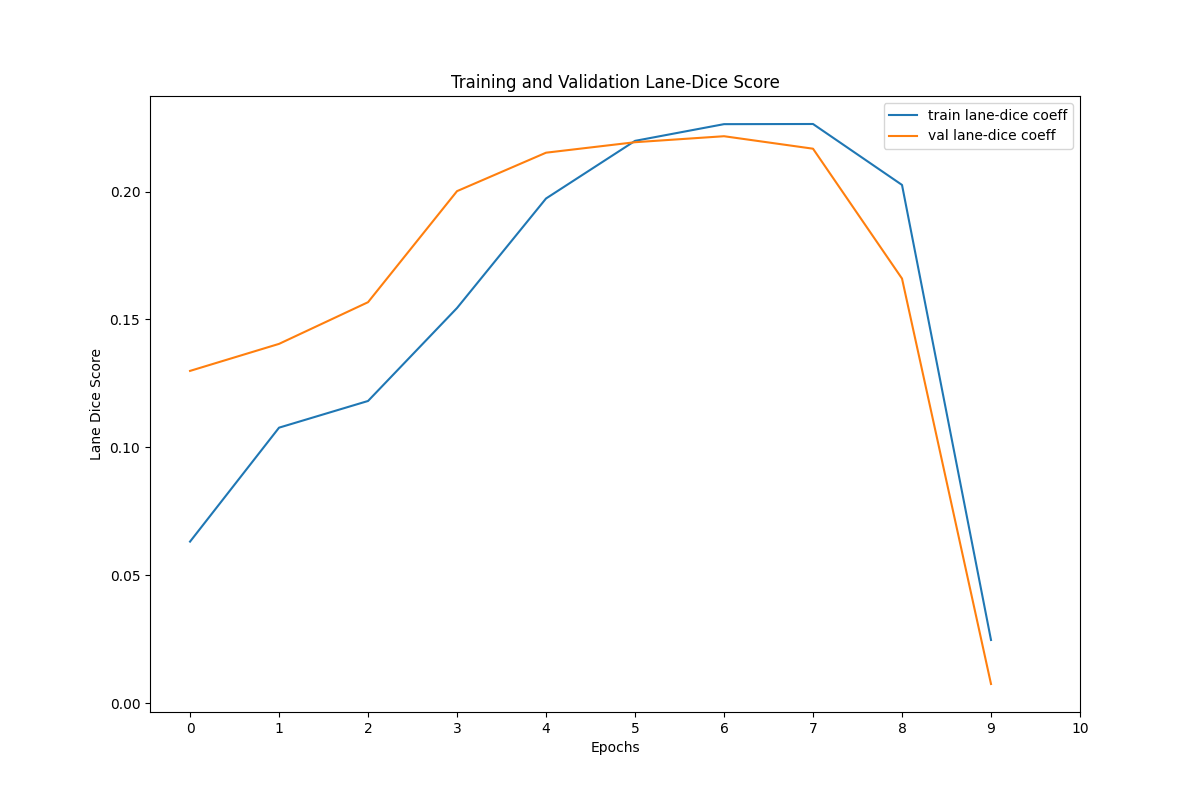 Training and Validation Lane-Dice Score
train lane-dice coeff
val lane-dice coeff
Lane Dice Score
0.20
0.15
0.10
0.05
0.00
0 1 2 3 4 5 6 7 8 9 10
Epochs